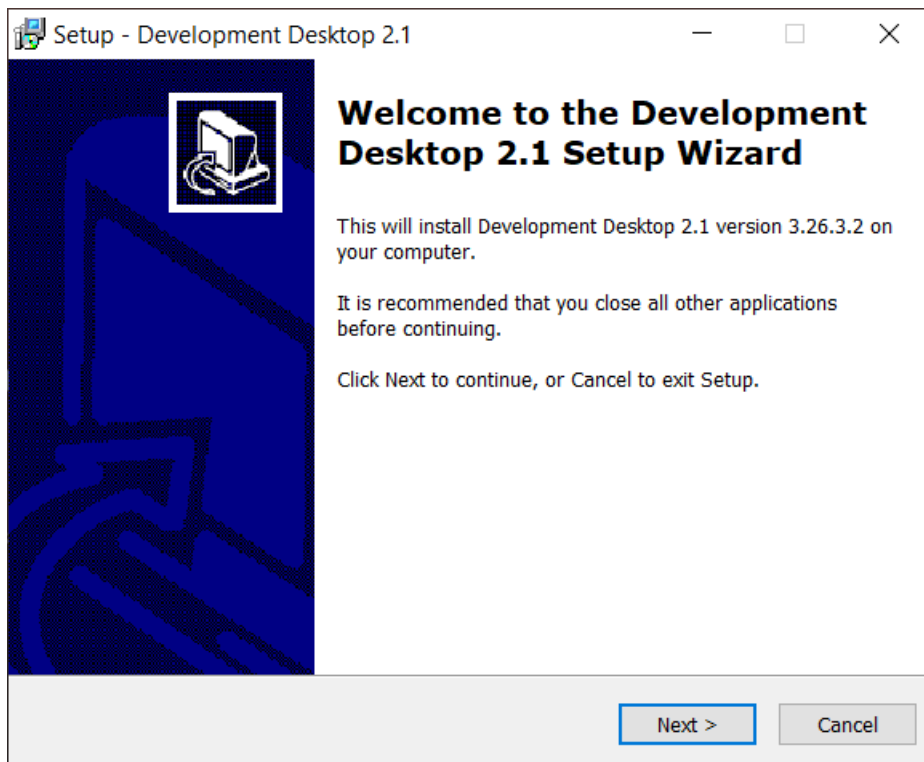 Setup - Development Desktop 2.1
Welcome to the Development
Desktop 2.1 Setup Wizard
This will install Development Desktop 2.1 version 3.26.3.2 on
your computer.
It is recommended that you close all other applications
before continuing.
Click Next to continue, or Cancel to exit Setup.
Next >
Cancel